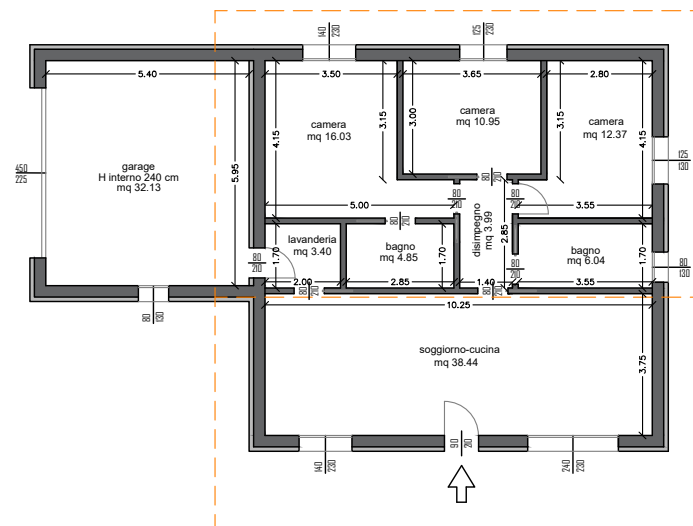 140
230
125
230
5.40
3.50
3.65
2.80
camera
mq 16.03
3.15
3.00
camera
mq 10.95
camera
mq 12.37
3.15
4.15
4.15
125
130
garage
H interno 240 cm
mq 32.13
450
225
5.95
80
210
80
210
80
210
5.00
3.55
80
210
disimpegno
mq 3.99
2.85
lavanderia
mq 3.40
1.70
bagno
mq 4.85
1.70
bagno
mq 6.04
1.70
80
210
80
210
80
130
2.00
2.85
1.40
3.55
80
210
80
210
10.25
80
130
soggiorno-cucina
mq 38.44
3.75
140
230
90
210
240
230